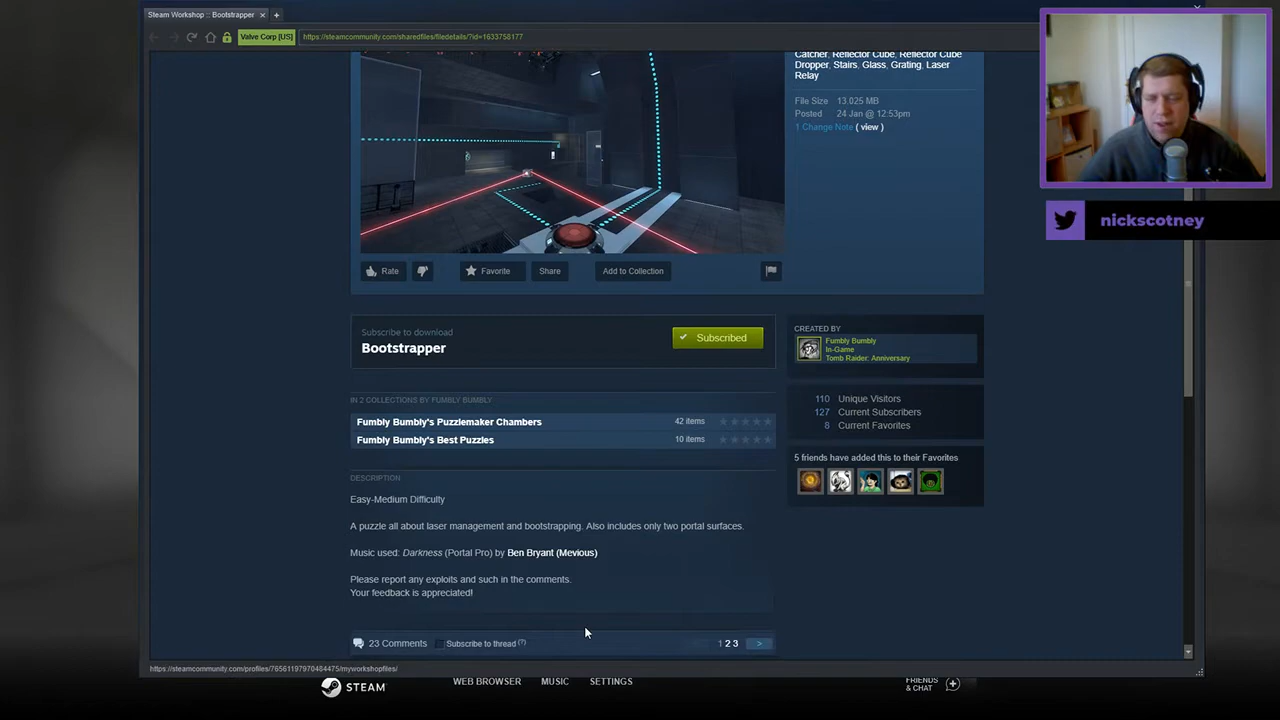 Steam Workshop :: Bootstrapper
Valve Corp [US]
https://steamcommunity.com/sharedfiles/filedetails/?id=1633758177
Catcher, Reflector Cube, Reflector Cube
Dropper, Stairs, Glass, Grating, Laser
Relay
File Size 13.025 MB
Posted 24 Jan @ 12:53pm
1 Change Note ( view )
nickscotney
Rate
Favorite
Share
Add to Collection
Subscribe to download
Bootstrapper
Subscribed
CREATED BY
Fumbly Bumbly
In-Game
Tomb Raider: Anniversary
IN 2 COLLECTIONS BY FUMBLY BUMBLY
Fumbly Bumbly's Puzzlemaker Chambers 42 items
Fumbly Bumbly's Best Puzzles 10 items
110 Unique Visitors
127 Current Subscribers
8 Current Favorites
5 friends have added this to their Favorites
DESCRIPTION
Easy-Medium Difficulty
A puzzle all about laser management and bootstrapping. Also includes only two portal surfaces.
Music used: Darkness (Portal Pro) by Ben Bryant (Mevious)
Please report any exploits and such in the comments.
Your feedback is appreciated!
23 Comments
Subscribe to thread (?)
1 2 3 >
https://steamcommunity.com/profiles/76561197970484475/myworkshopfiles/
STEAM
WEB BROWSER
MUSIC
SETTINGS
FRIENDS
& CHAT